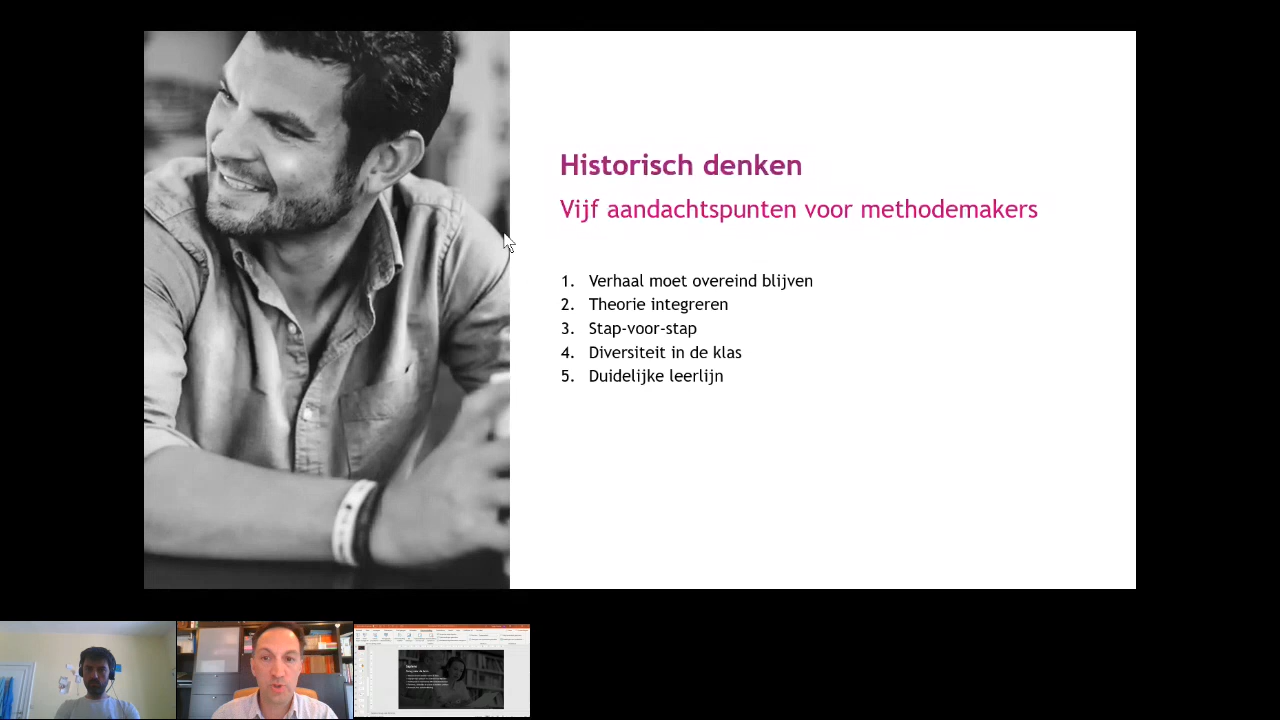 Historisch denken
Vijf aandachtspunten voor methodemakers
1. Verhaal moet overeind blijven
2. Theorie integreren
3. Stap-voor-stap
4. Diversiteit in de klas
5. Duidelijke leerlijn